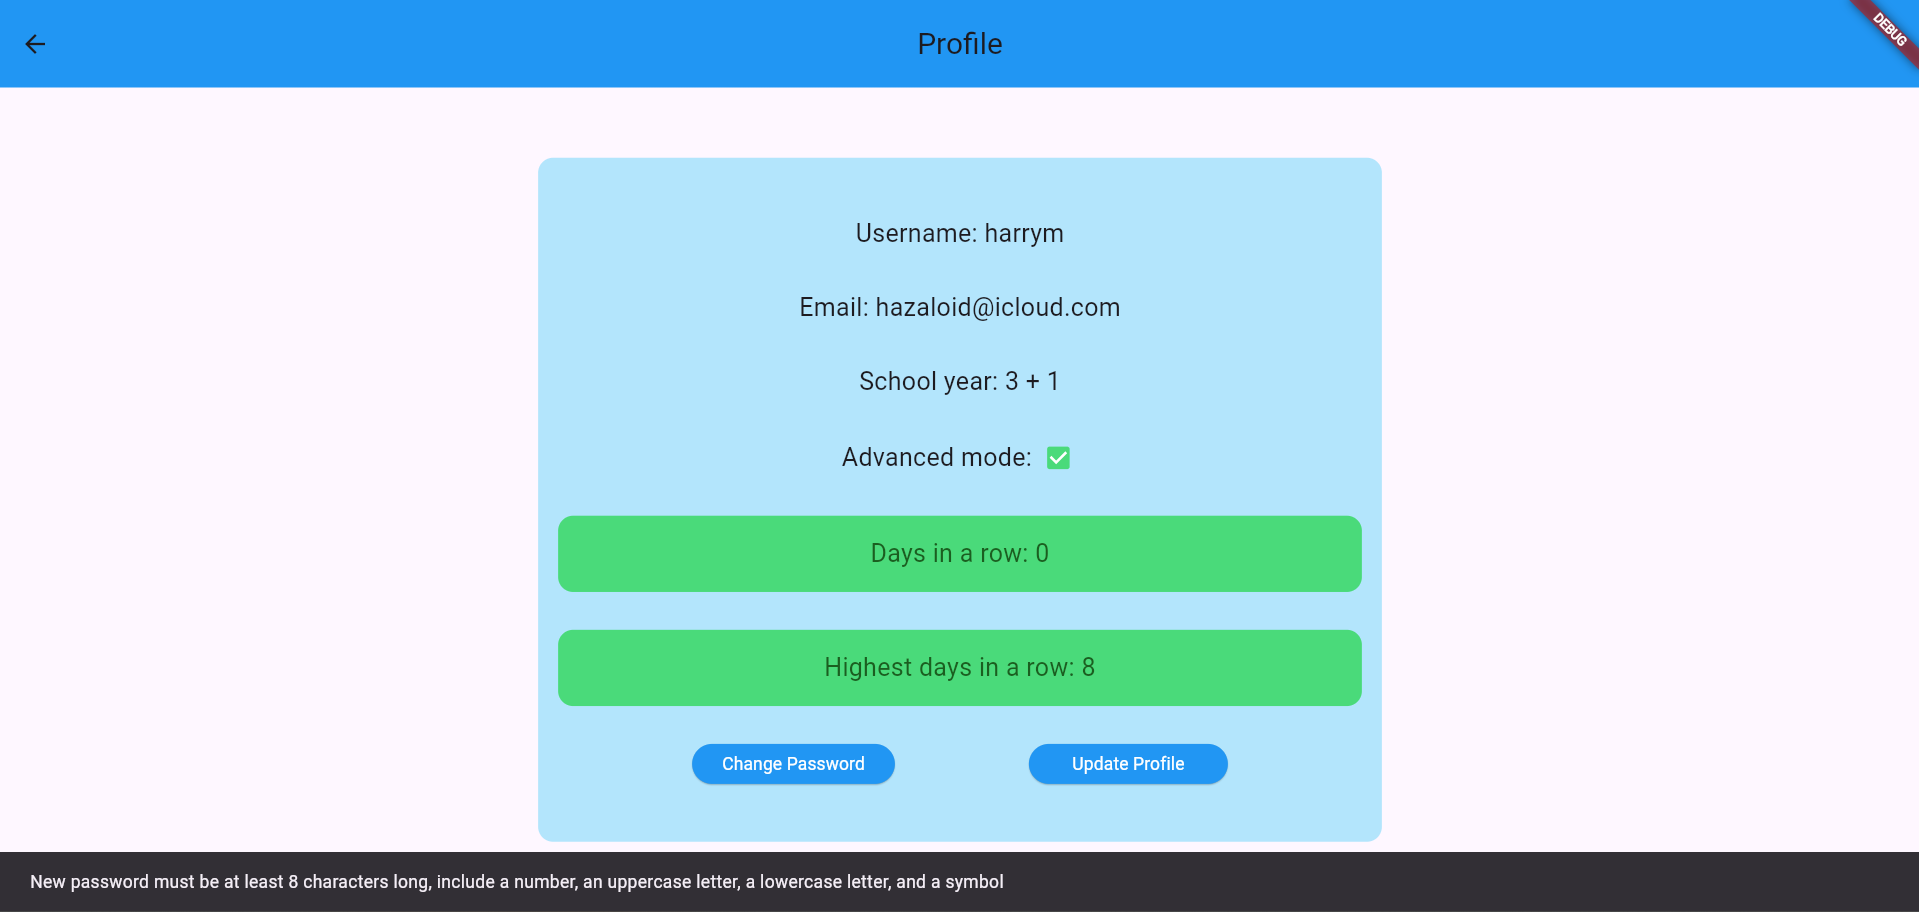 Profile
DEBUG
Username: harrym
Email: hazaloid@icloud.com
School year: 3 + 1
Advanced mode:
Days in a row: 0
Highest days in a row: 8
Change Password
Update Profile
New password must be at least 8 characters long, include a number, an uppercase letter, a lowercase letter, and a symbol